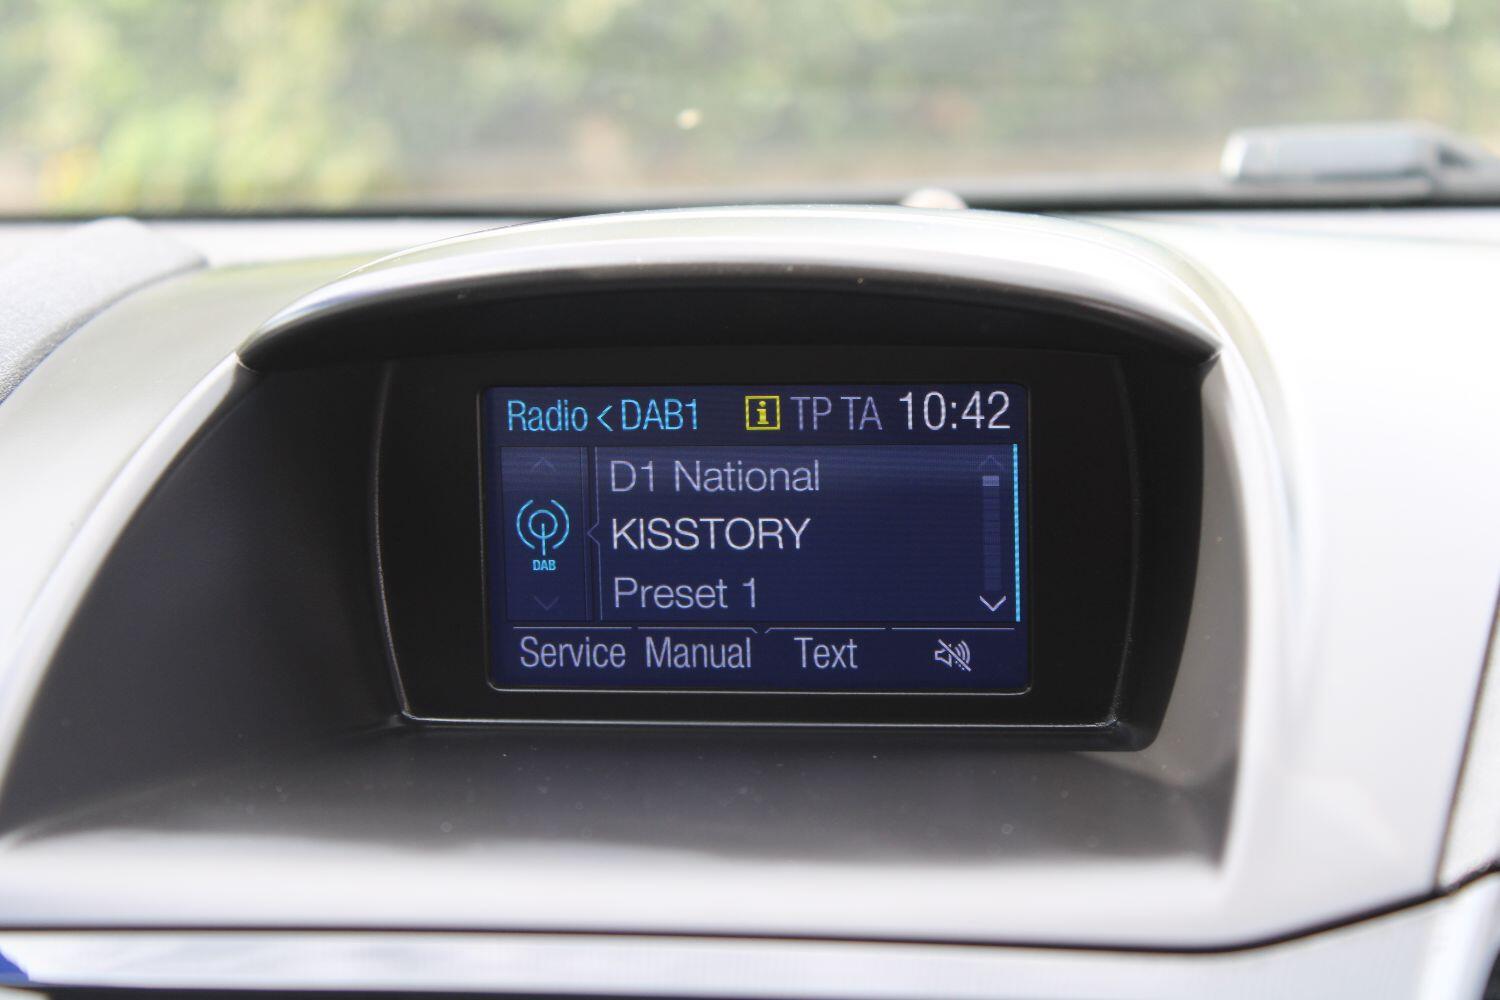 Radio < DAB1 i TP TA 10:42
D1 National
DAB KISSTORY
Preset 1
Service Manual Text